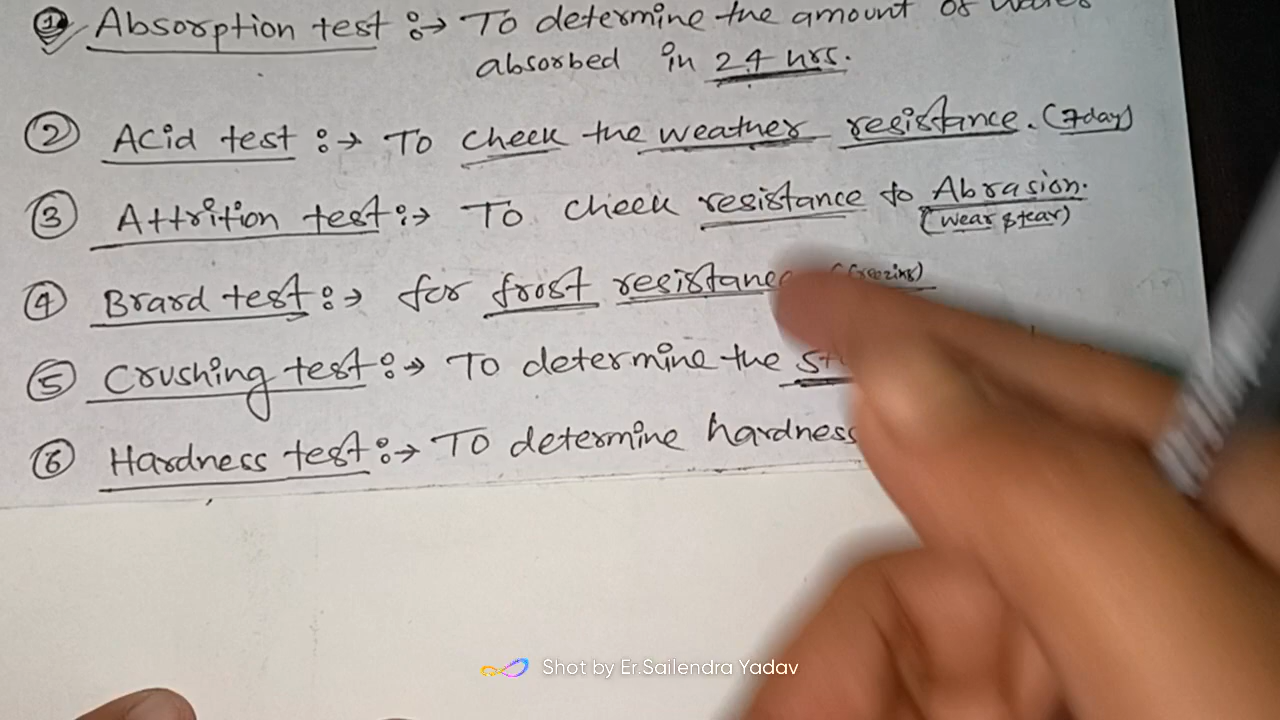 ① Absorption test :→ To determine the amount of water
absorbed in 24 hrs.
② Acid test :→ To check the weather resistance. (7day)
③ Attrition test :→ To check resistance to Abrasion.
(wear & tear)
④ Brard test :→ for frost resistance (freezing)
⑤ Crushing test :→ To determine the
⑥ Hardness test :→ To determine hardness
Shot by Er.Sailendra Yadav